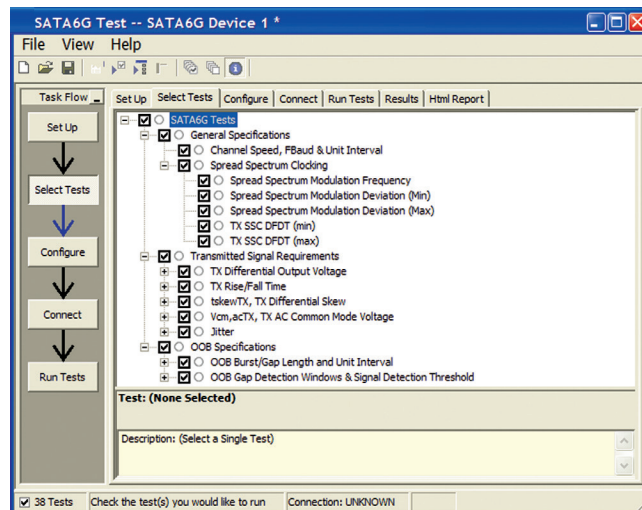 SATA6G Test -- SATA6G Device 1 *
File View Help
Task Flow
Set Up Select Tests Configure Connect Run Tests Results Html Report
Set Up
Select Tests
Configure
Connect
Run Tests
SATA6G Tests
General Specifications
Channel Speed, FBaud & Unit Interval
Spread Spectrum Clocking
Spread Spectrum Modulation Frequency
Spread Spectrum Modulation Deviation (Min)
Spread Spectrum Modulation Deviation (Max)
TX SSC DFDT (min)
TX SSC DFDT (max)
Transmitted Signal Requirements
TX Differential Output Voltage
TX Rise/Fall Time
tskewTX, TX Differential Skew
Vcm,acTX, TX AC Common Mode Voltage
Jitter
OOB Specifications
OOB Burst/Gap Length and Unit Interval
OOB Gap Detection Windows & Signal Detection Threshold
Test: (None Selected)
Description: (Select a Single Test)
38 Tests Check the test(s) you would like to run Connection: UNKNOWN